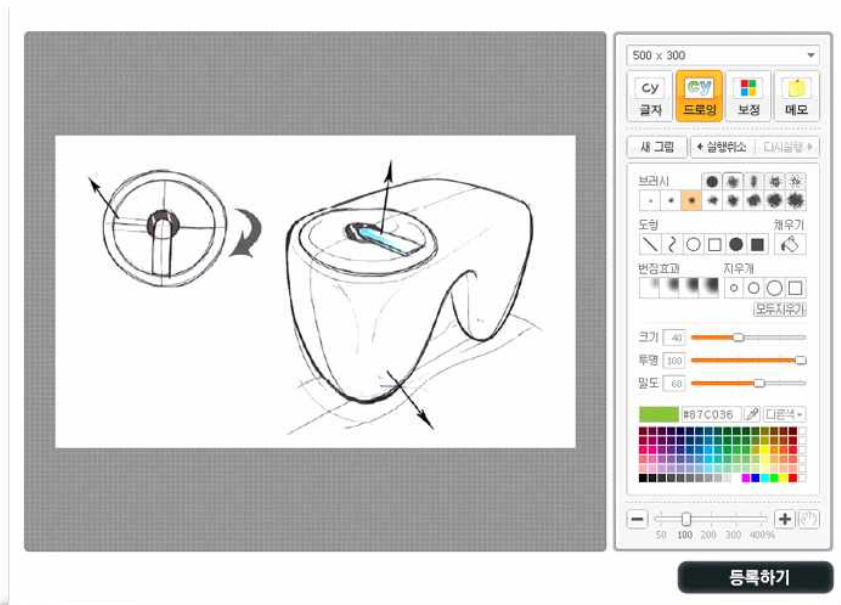 500 x 300
cy cy
글자 드로잉 보정 메모
새 그림 실행취소 다시실행
브러시
도형 채우기
번짐효과 지우개
모두지우기
크기 40
투명 100
밀도 60
#87C036 다른색
50 100 200 300 400%
등록하기